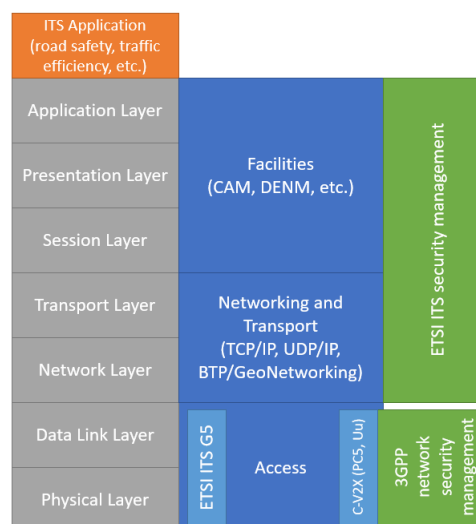 ITS Application
(road safety, traffic
efficiency, etc.)
Application Layer
Presentation Layer
Session Layer
Transport Layer
Network Layer
Data Link Layer
Physical Layer
Facilities
(CAM, DENM, etc.)
Networking and
Transport
(TCP/IP, UDP/IP,
BTP/GeoNetworking)
ETSI ITS G5
Access
C-V2X (PC5, Uu)
ETSI ITS security management
3GPP
network
security
management